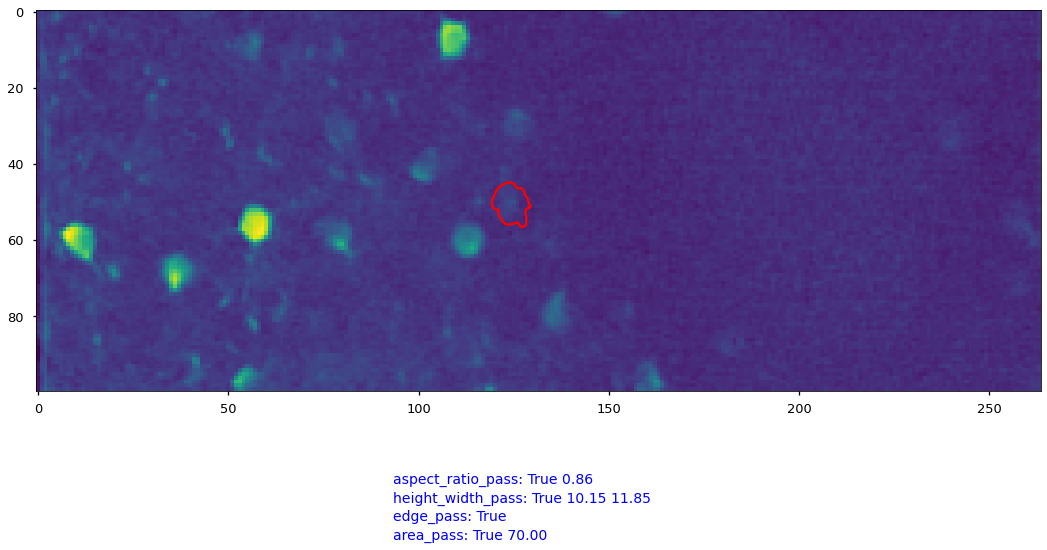 0
20
40
60
80
0 50 100 150 200 250
aspect_ratio_pass: True 0.86
height_width_pass: True 10.15 11.85
edge_pass: True
area_pass: True 70.00